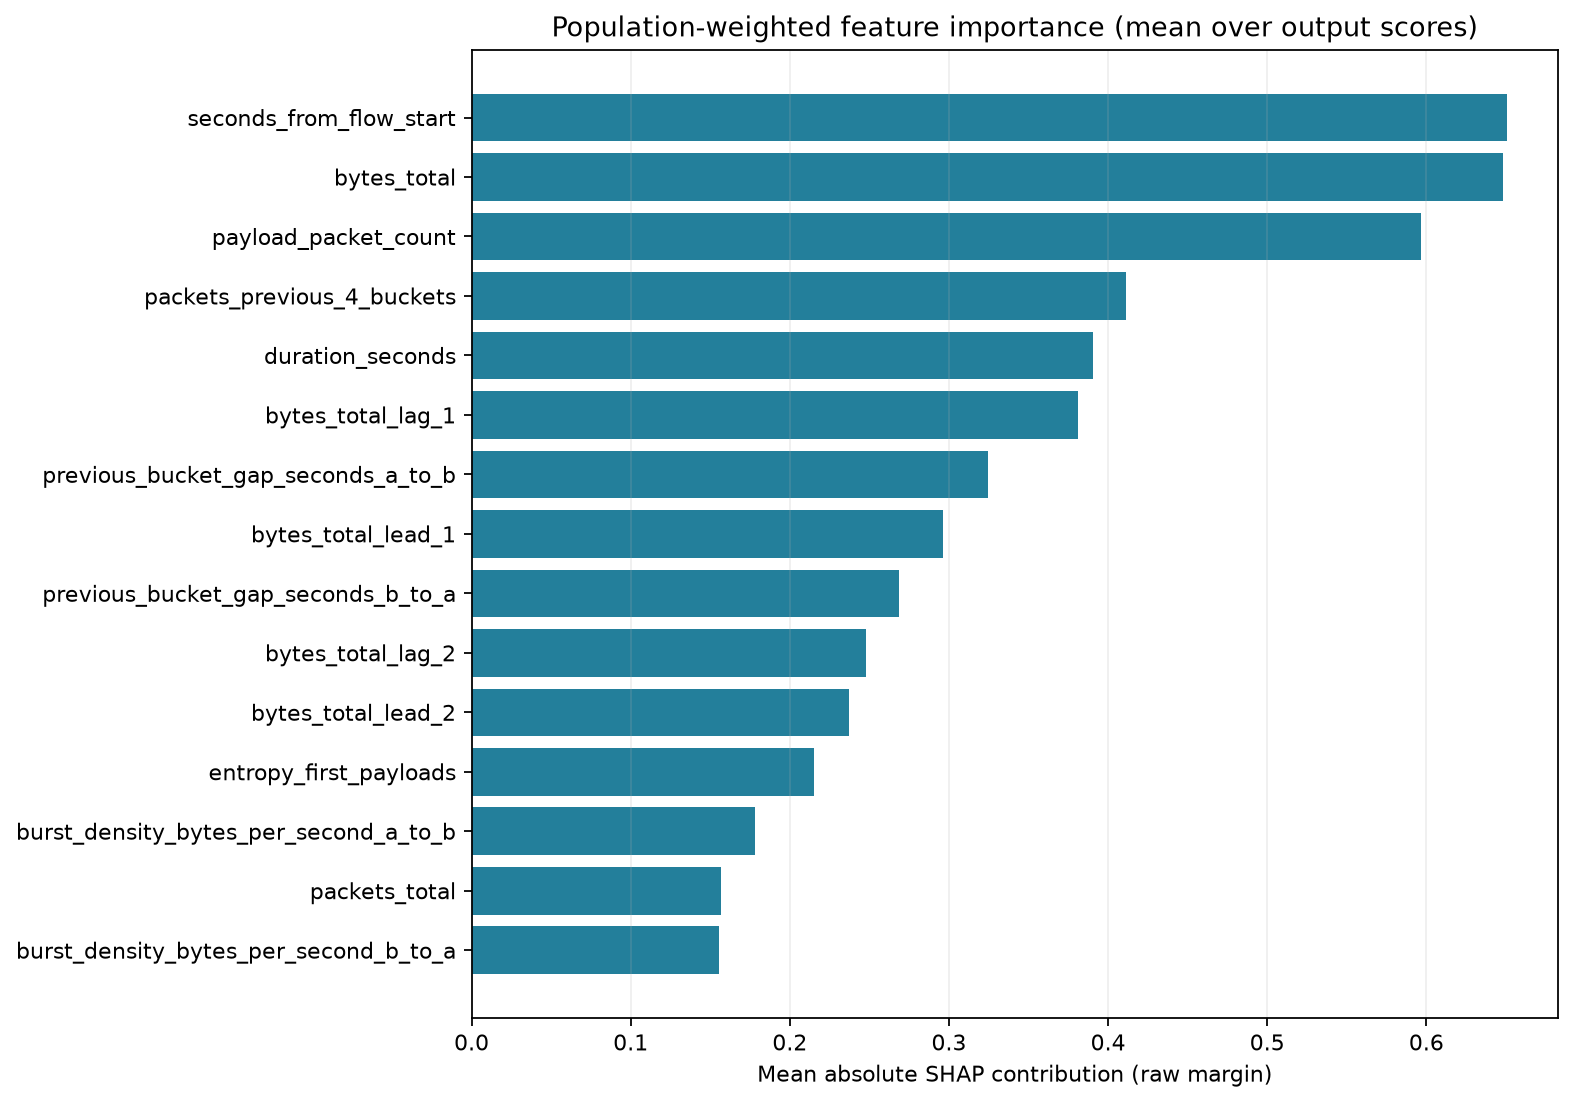 Population-weighted feature importance (mean over output scores)
seconds_from_flow_start
bytes_total
payload_packet_count
packets_previous_4_buckets
duration_seconds
bytes_total_lag_1
previous_bucket_gap_seconds_a_to_b
bytes_total_lead_1
previous_bucket_gap_seconds_b_to_a
bytes_total_lag_2
bytes_total_lead_2
entropy_first_payloads
burst_density_bytes_per_second_a_to_b
packets_total
burst_density_bytes_per_second_b_to_a
0.0 0.1 0.2 0.3 0.4 0.5 0.6
Mean absolute SHAP contribution (raw margin)